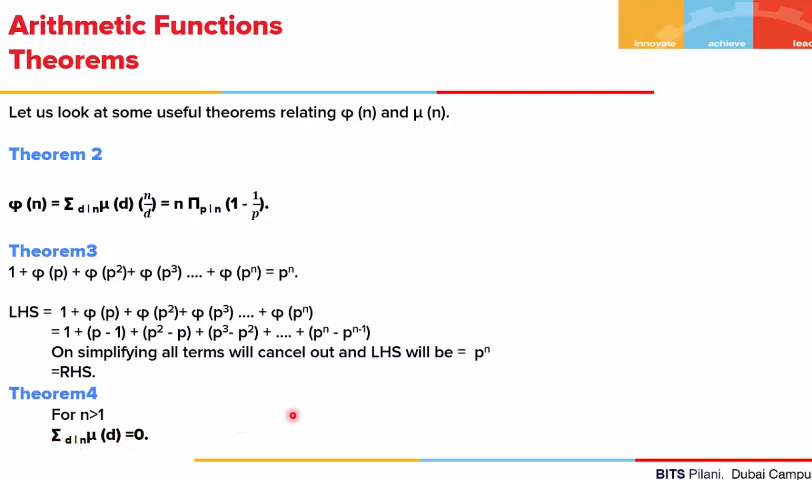 Arithmetic Functions
Theorems
innovate achieve lead
Let us look at some useful theorems relating φ (n) and μ (n).
Theorem 2
φ (n) = Σ d|n μ (d) (n/d) = n Π p|n (1 - 1/p).
Theorem3
1 + φ (p) + φ (p²)+ φ (p³) .... + φ (pⁿ) = pⁿ.
LHS = 1 + φ (p) + φ (p²)+ φ (p³) .... + φ (pⁿ)
= 1 + (p - 1) + (p² - p) + (p³- p²) + .... + (pⁿ - pⁿ⁻¹)
On simplifying all terms will cancel out and LHS will be = pⁿ
=RHS.
Theorem4
For n>1
Σ d|n μ (d) =0.
BITS Pilani, Dubai Campu